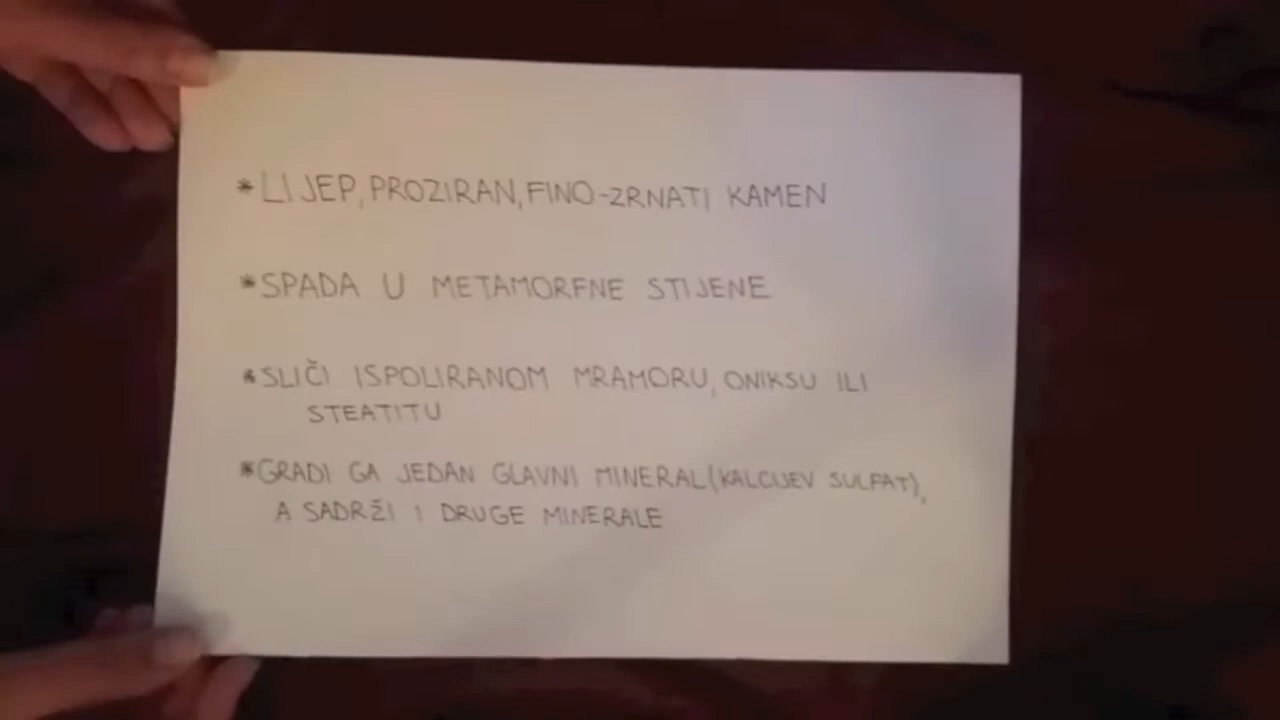 *LIJEP, PROZIRAN, FINO-ZRNATI KAMEN
*SPADA U METAMORFNE STIJENE
*SLIČI ISPOLIRANOM MRAMORU, ONIKSU ILI
STEATITU
*GRADI GA JEDAN GLAVNI MINERAL (KALCIJEV SULFAT),
A SADRŽI I DRUGE MINERALE